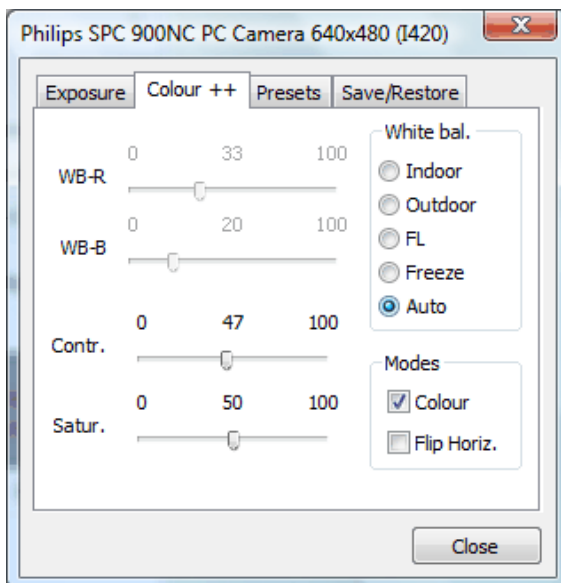 Philips SPC 900NC PC Camera 640x480 (I420)
Exposure Colour ++ Presets Save/Restore
0 33 100
WB-R
0 20 100
WB-B
0 47 100
Contr.
0 50 100
Satur.
White bal.
Indoor
Outdoor
FL
Freeze
Auto
Modes
Colour
Flip Horiz.
Close